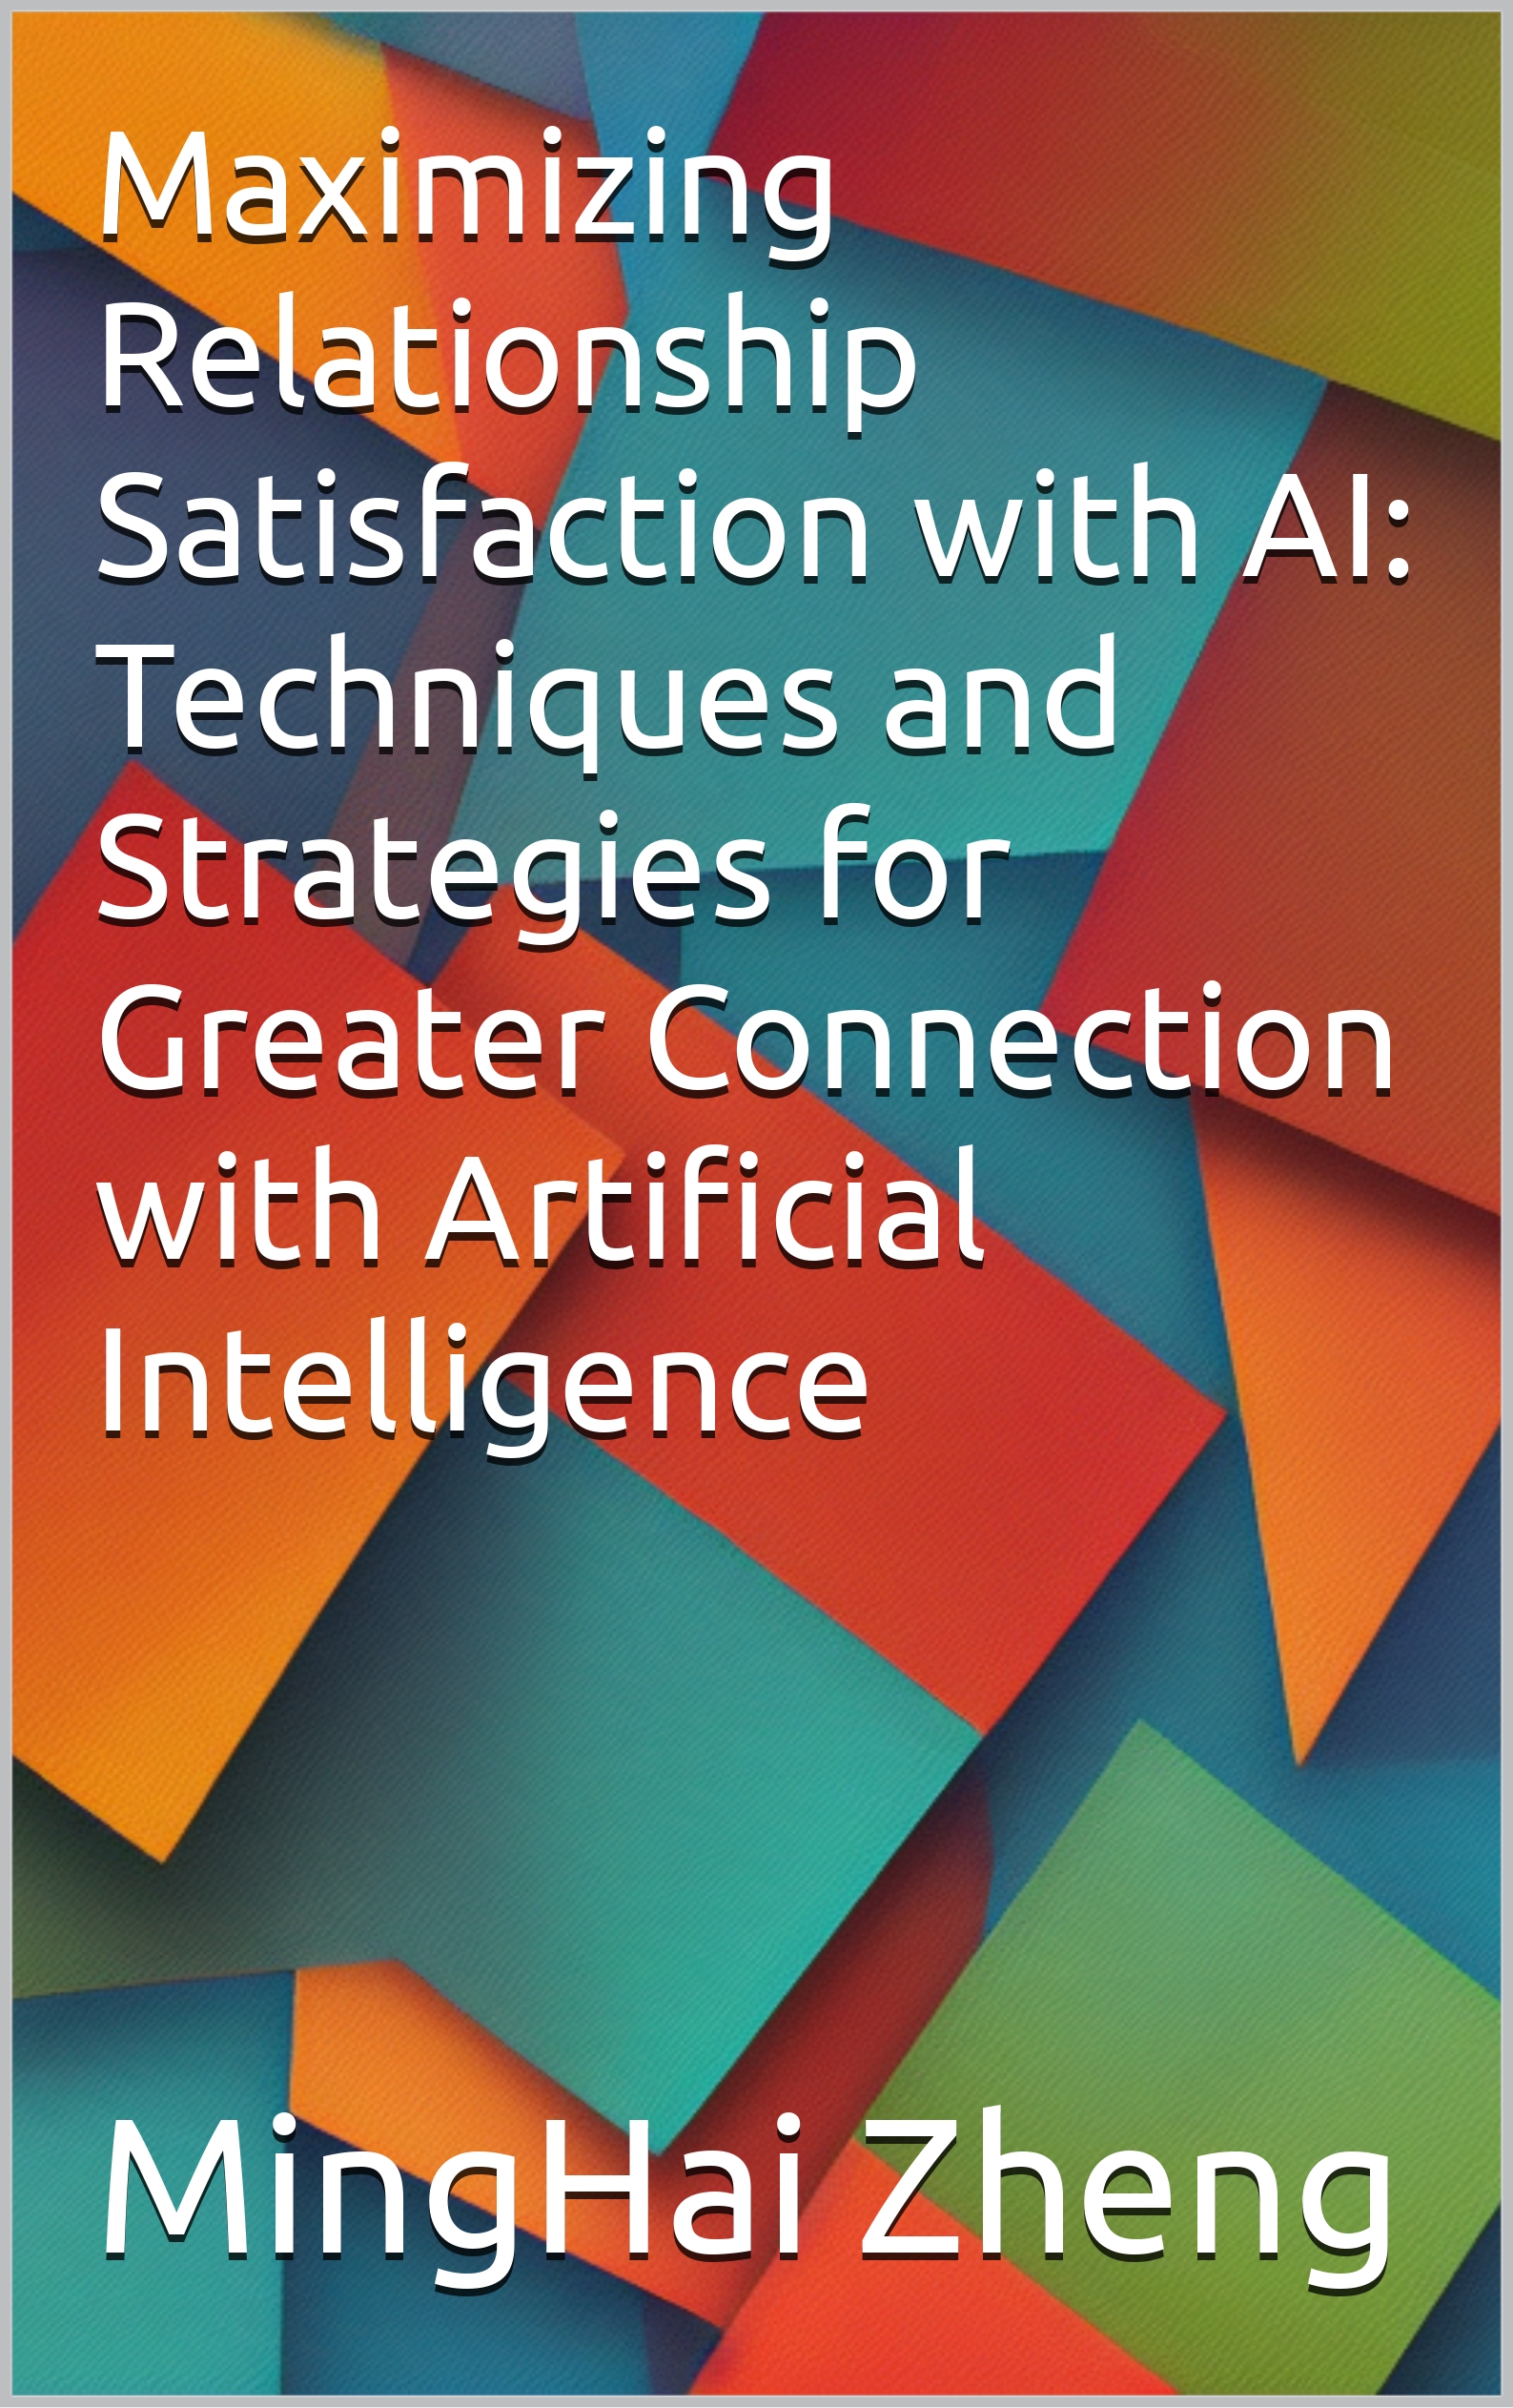 Maximizing
Relationship
Satisfaction with AI:
Techniques and
Strategies for
Greater Connection
with Artificial
Intelligence
MingHai Zheng